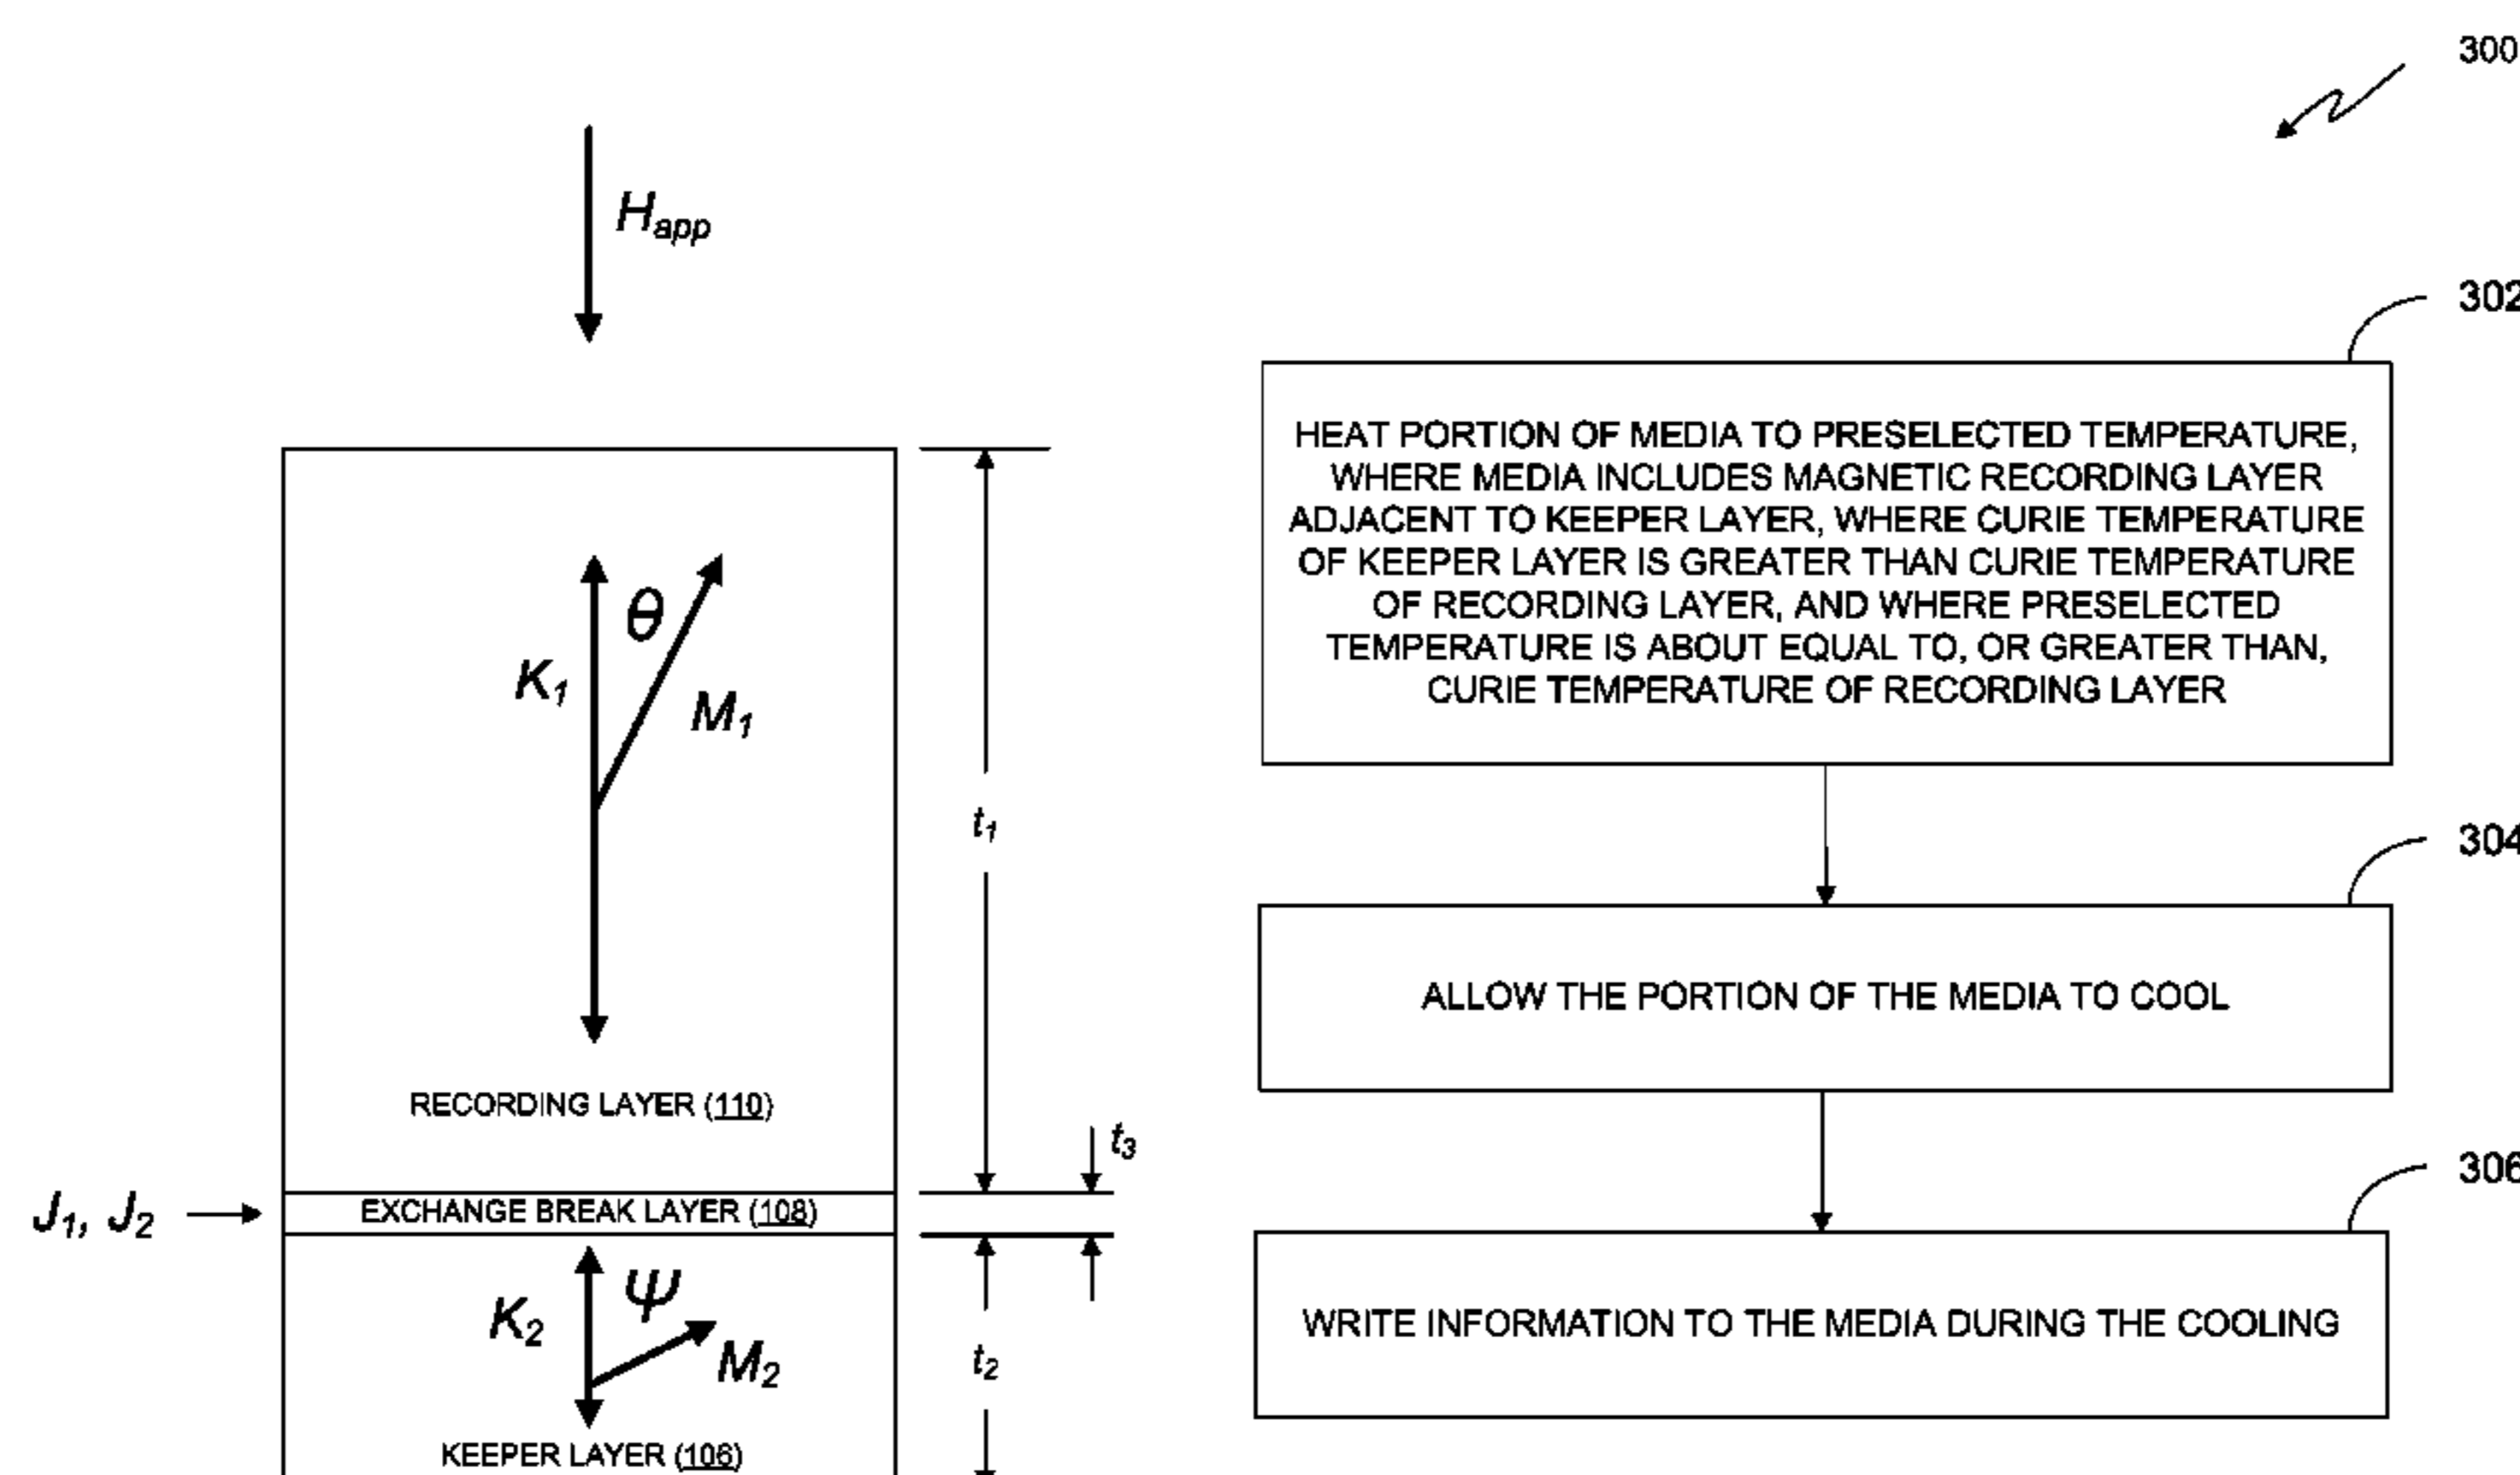 H_app
θ
K₁
M₁
t₁
RECORDING LAYER (110)
t₃
J₁, J₂
EXCHANGE BREAK LAYER (108)
Ψ
K₂
M₂
t₂
KEEPER LAYER (106)
300
302
HEAT PORTION OF MEDIA TO PRESELECTED TEMPERATURE,
WHERE MEDIA INCLUDES MAGNETIC RECORDING LAYER
ADJACENT TO KEEPER LAYER, WHERE CURIE TEMPERATURE
OF KEEPER LAYER IS GREATER THAN CURIE TEMPERATURE
OF RECORDING LAYER, AND WHERE PRESELECTED
TEMPERATURE IS ABOUT EQUAL TO, OR GREATER THAN,
CURIE TEMPERATURE OF RECORDING LAYER
304
ALLOW THE PORTION OF THE MEDIA TO COOL
306
WRITE INFORMATION TO THE MEDIA DURING THE COOLING